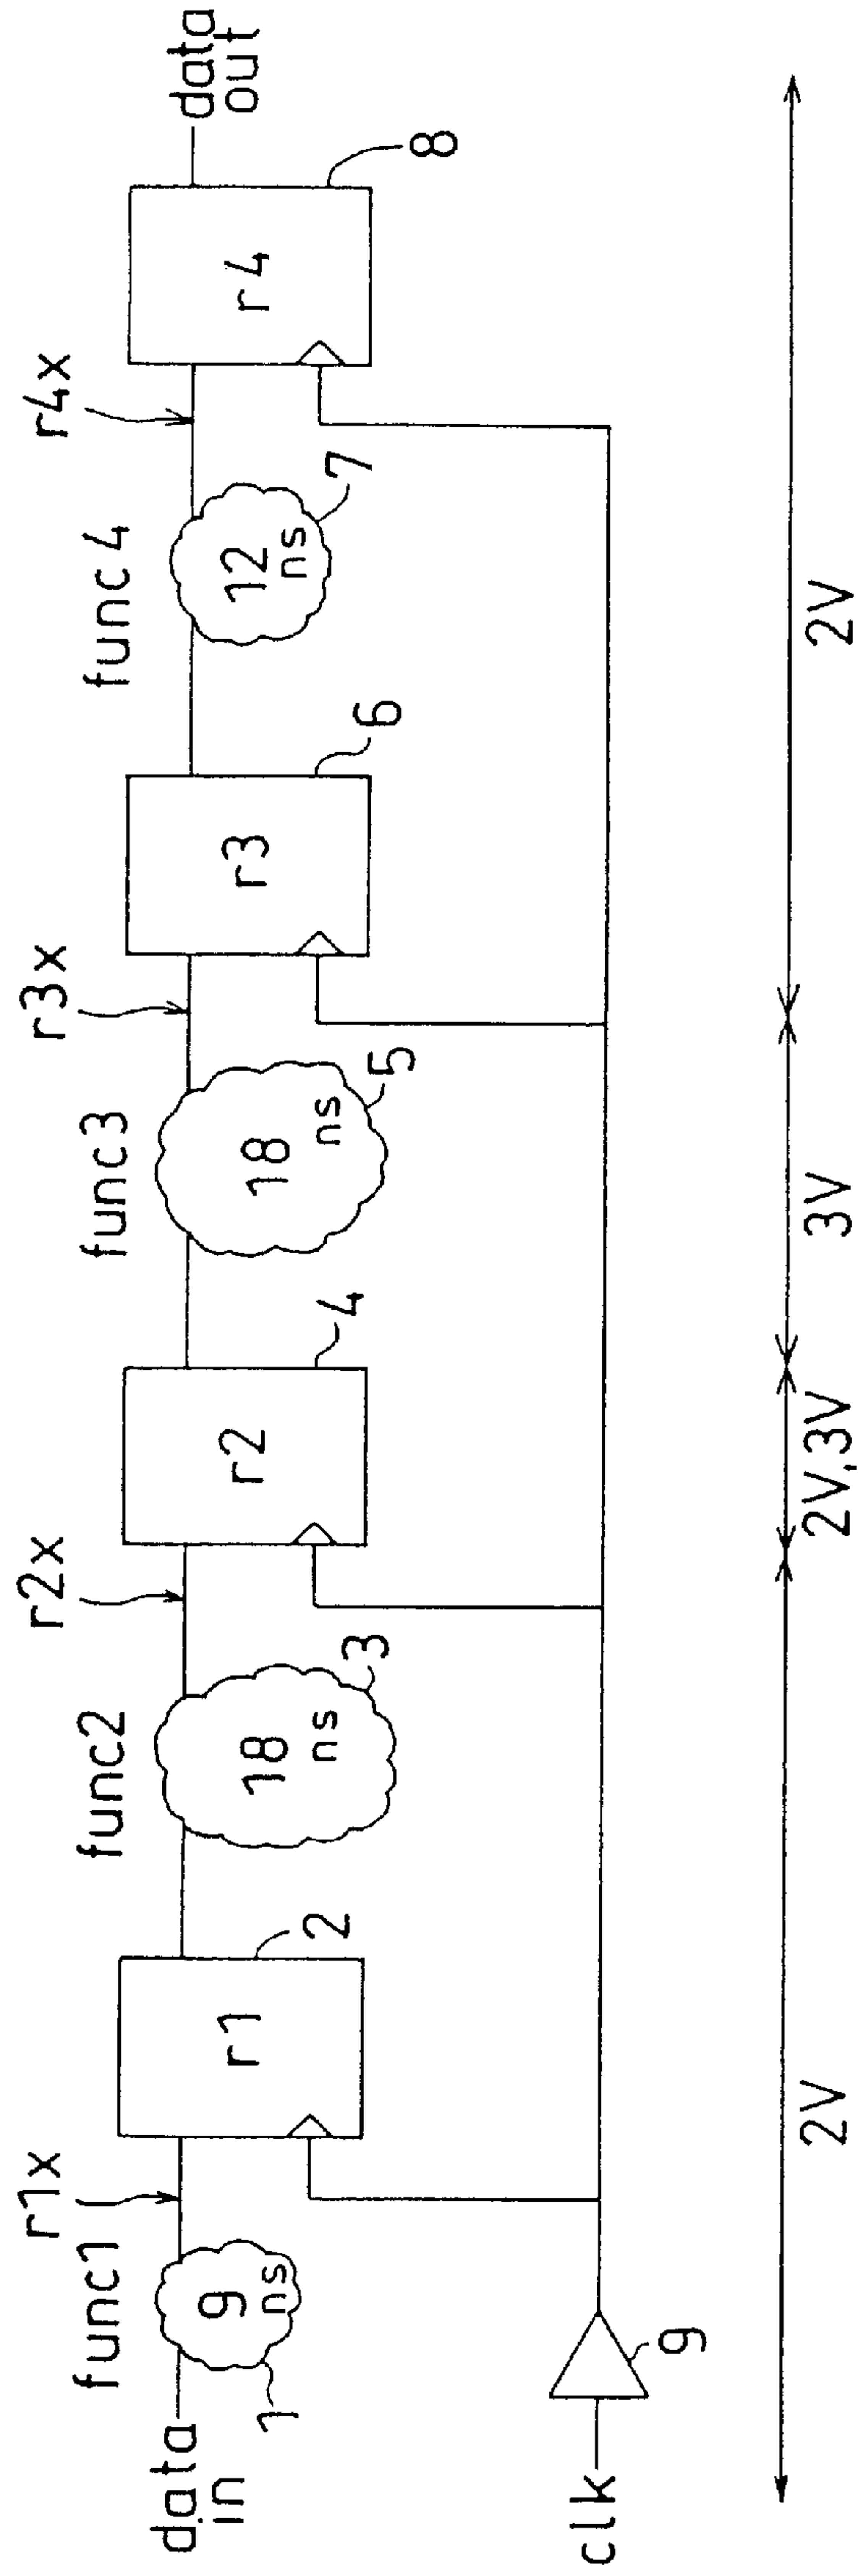 func1
r1x
func2
r2x
func3
r3x
func4
r4x
data
in
9
ns
1
r1
2
18
ns
3
r2
4
18
ns
5
r3
6
12
ns
7
r4
8
data
out
clk
9
2V
2V,3V
3V
2V